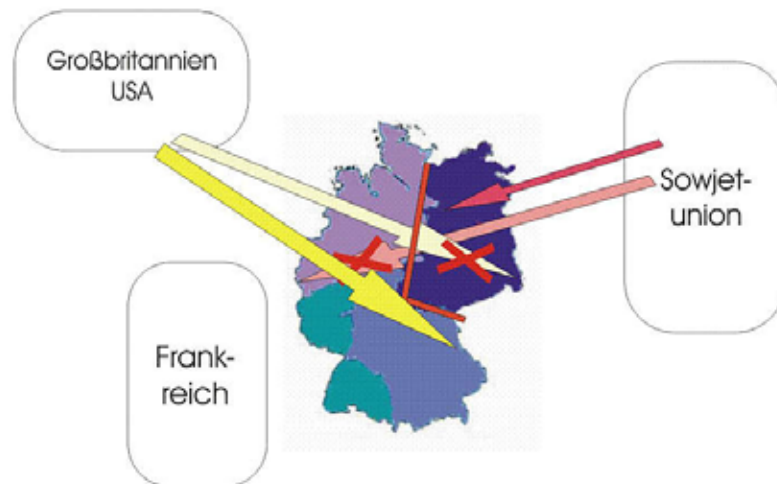 Großbritannien
USA
Sowjet-
union
Frank-
reich